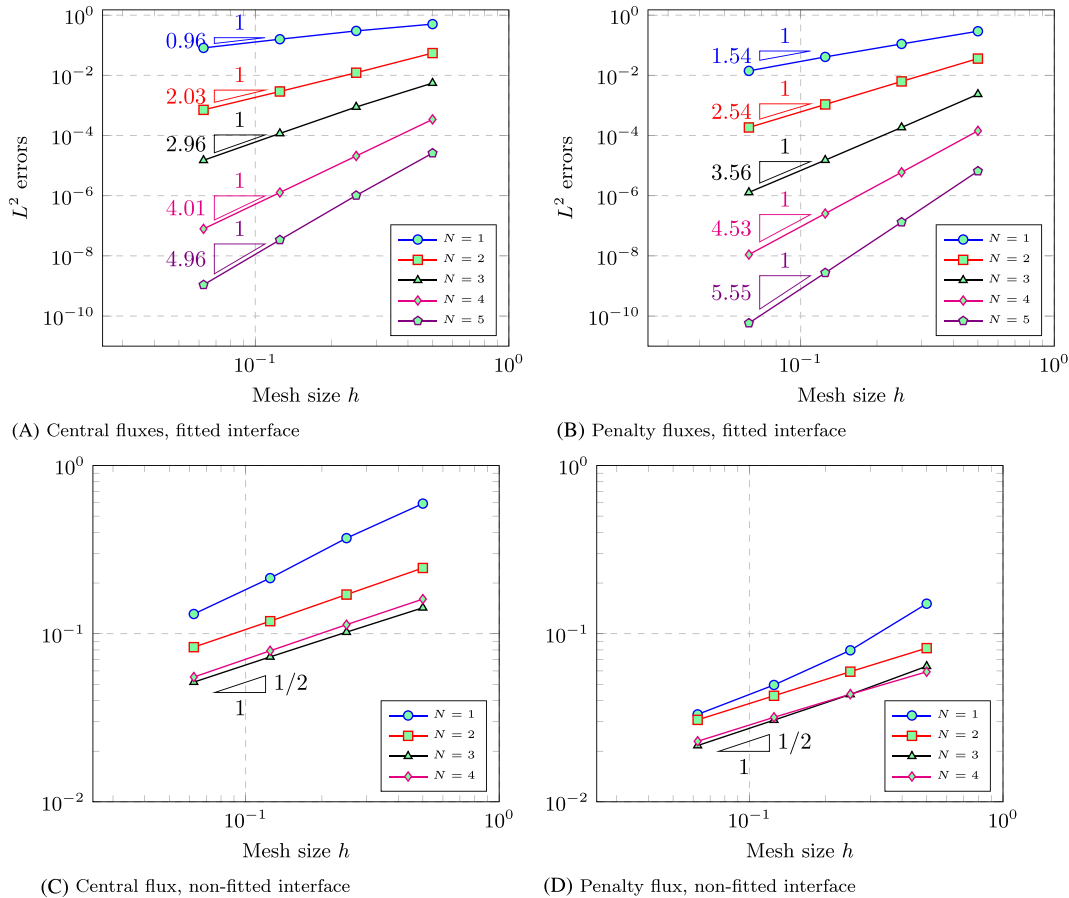 10^0
10^−2
10^−4
10^−6
10^−8
10^−10
L^2 errors
1
0.96
1
2.03
1
2.96
1
4.01
1
4.96
N = 1
N = 2
N = 3
N = 4
N = 5
10^−1
10^0
Mesh size h
(A) Central fluxes, fitted interface
10^0
10^−2
10^−4
10^−6
10^−8
10^−10
L^2 errors
1
1.54
1
2.54
1
3.56
1
4.53
1
5.55
N = 1
N = 2
N = 3
N = 4
N = 5
10^−1
10^0
Mesh size h
(B) Penalty fluxes, fitted interface
10^0
10^−1
10^−2
1/2
1
N = 1
N = 2
N = 3
N = 4
10^−1
10^0
Mesh size h
(C) Central flux, non-fitted interface
10^0
10^−1
10^−2
1/2
1
N = 1
N = 2
N = 3
N = 4
10^−1
10^0
Mesh size h
(D) Penalty flux, non-fitted interface